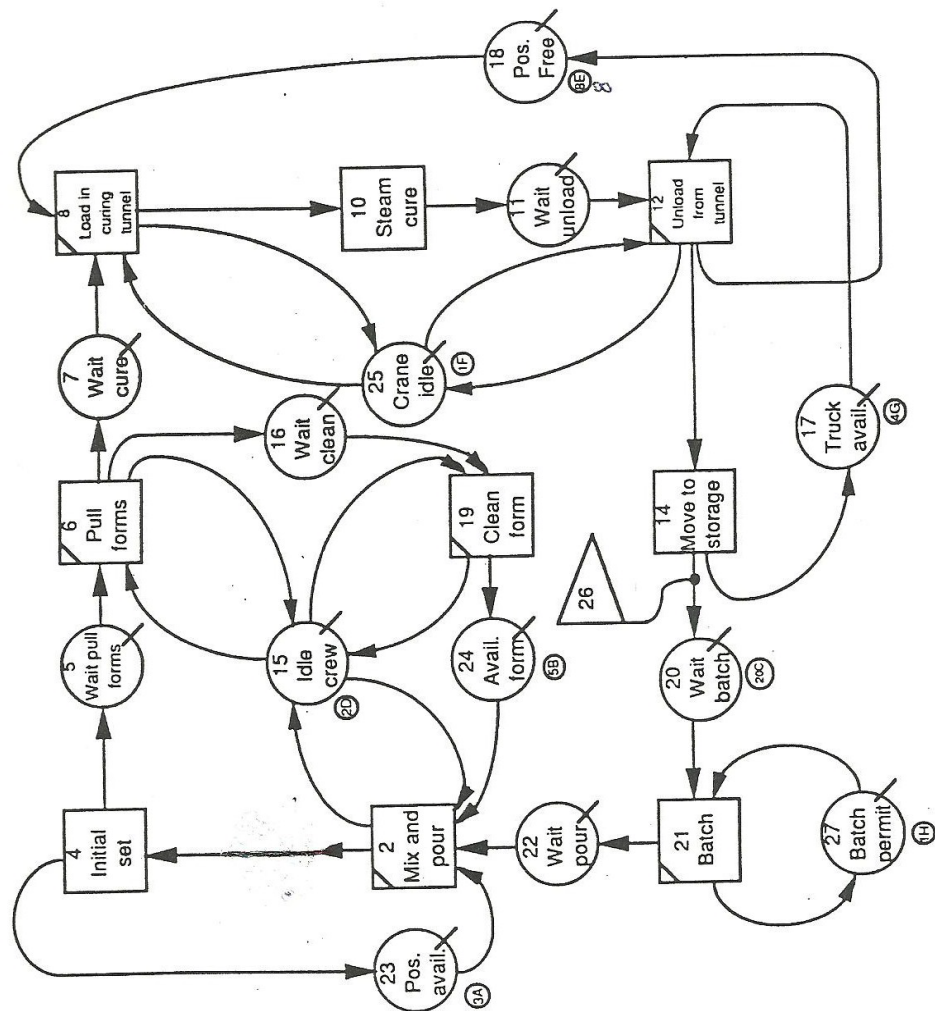 4
Initial
set
5
Wait pull
forms
6
Pull
forms
7
Wait
cure
8
Load in
curing
tunnel
23
Pos.
avail.
3A
2
Mix and
pour
15
Idle
crew
2D
16
Wait
clean
25
Crane
idle
1F
10
Steam
cure
24
Avail.
form
5B
19
Clean
form
22
Wait
pour
11
Wait
unload
18
Pos.
Free
8E
8
26
21
Batch
20
Wait
batch
20C
14
Move to
storage
12
Unload
from
tunnel
27
Batch
permit
1H
17
Truck
avail.
4G